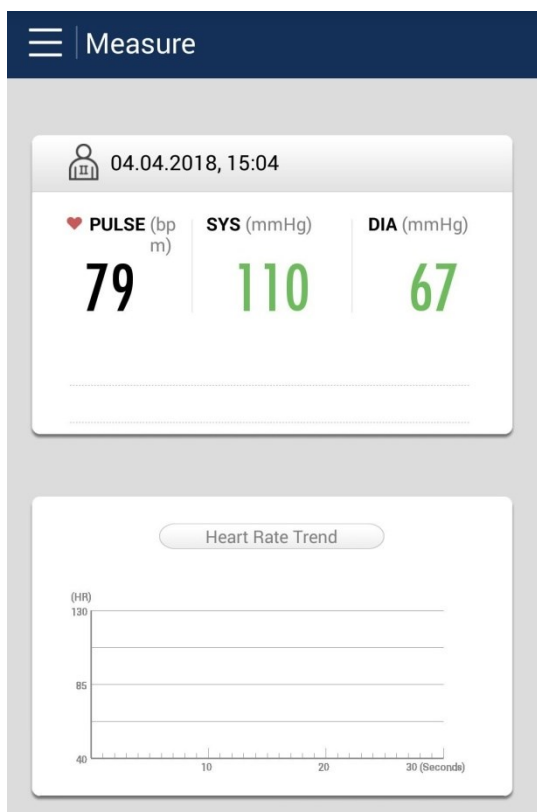 Measure
II 04.04.2018, 15:04
PULSE (bp SYS (mmHg) DIA (mmHg)
m)
79 110 67
Heart Rate Trend
(HR)
130
85
40
10 20 30 (Seconds)